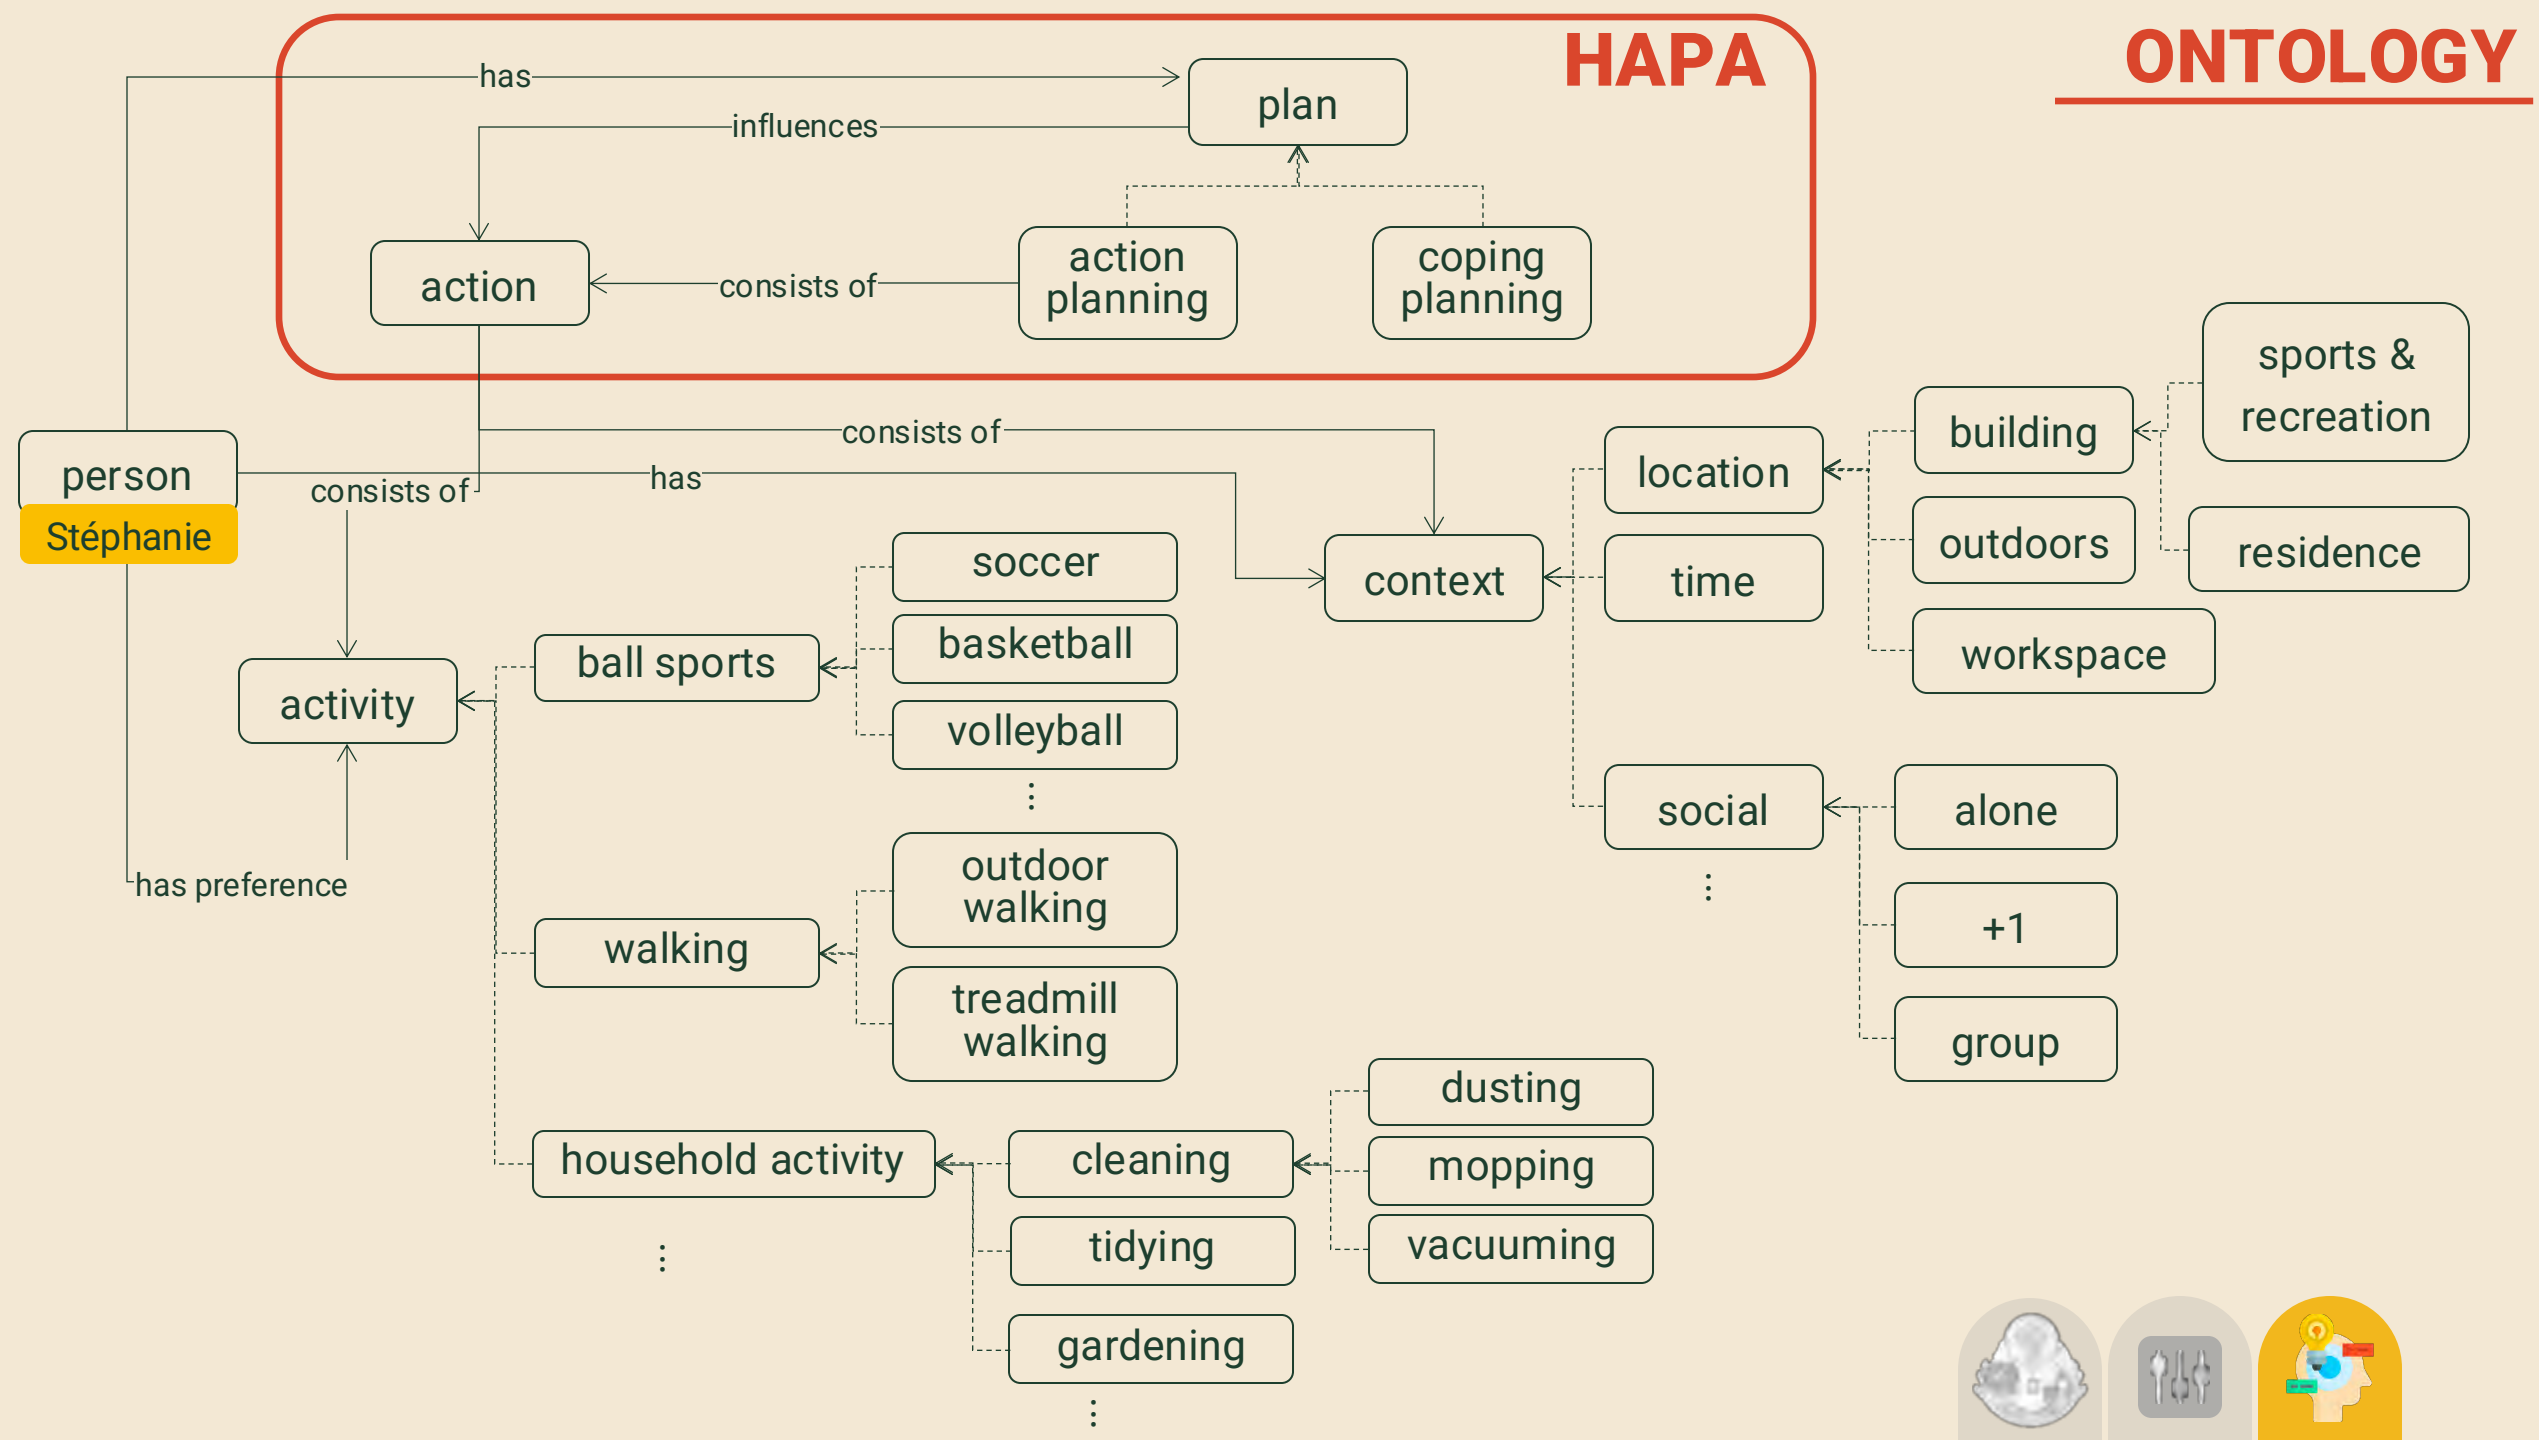 ONTOLOGY
HAPA
has
plan
influences
action
consists of
action
planning
coping
planning
sports &
recreation
building
consists of
location
person
has
consists of
Stéphanie
outdoors
residence
soccer
context
time
basketball
ball sports
workspace
activity
volleyball
⋮
social
alone
outdoor
walking
has preference
⋮
+1
walking
treadmill
walking
group
dusting
household activity
cleaning
mopping
tidying
vacuuming
⋮
gardening
⋮